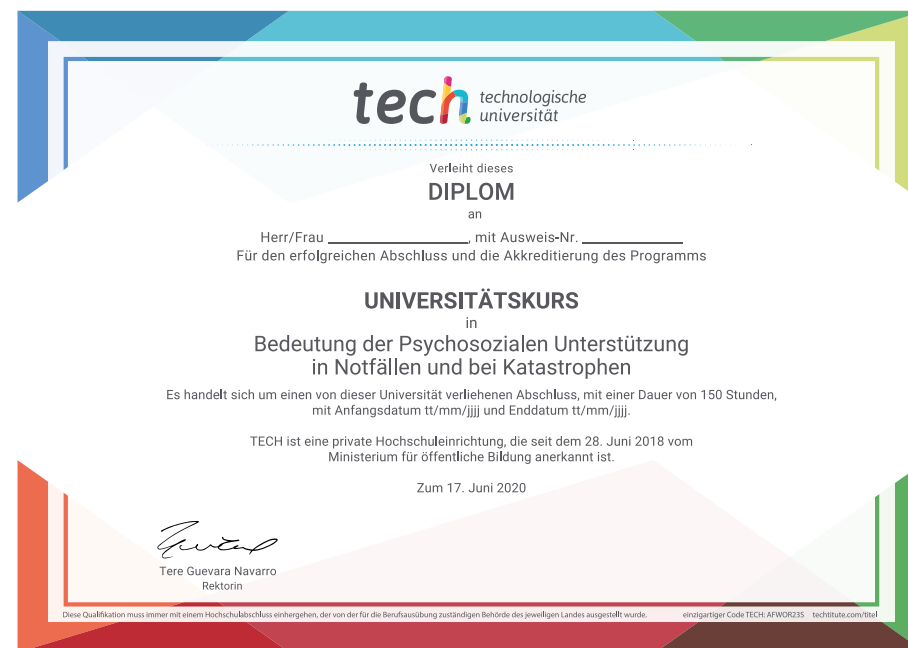 tech technologische
universität
Verleiht dieses
DIPLOM
an
Herr/Frau ____________________, mit Ausweis-Nr. ______________
Für den erfolgreichen Abschluss und die Akkreditierung des Programms
UNIVERSITÄTSKURS
in
Bedeutung der Psychosozialen Unterstützung
in Notfällen und bei Katastrophen
Es handelt sich um einen von dieser Universität verliehenen Abschluss, mit einer Dauer von 150 Stunden,
mit Anfangsdatum tt/mm/jjjj und Enddatum tt/mm/jjjj.
TECH ist eine private Hochschuleinrichtung, die seit dem 28. Juni 2018 vom
Ministerium für öffentliche Bildung anerkannt ist.
Zum 17. Juni 2020
Tere Guevara Navarro
Rektorin
Diese Qualifikation muss immer mit einem Hochschulabschluss einhergehen, der von der für die Berufsausübung zuständigen Behörde des jeweiligen Landes ausgestellt wurde. einzigartiger Code TECH: AFWOR23S techtitute.com/titel